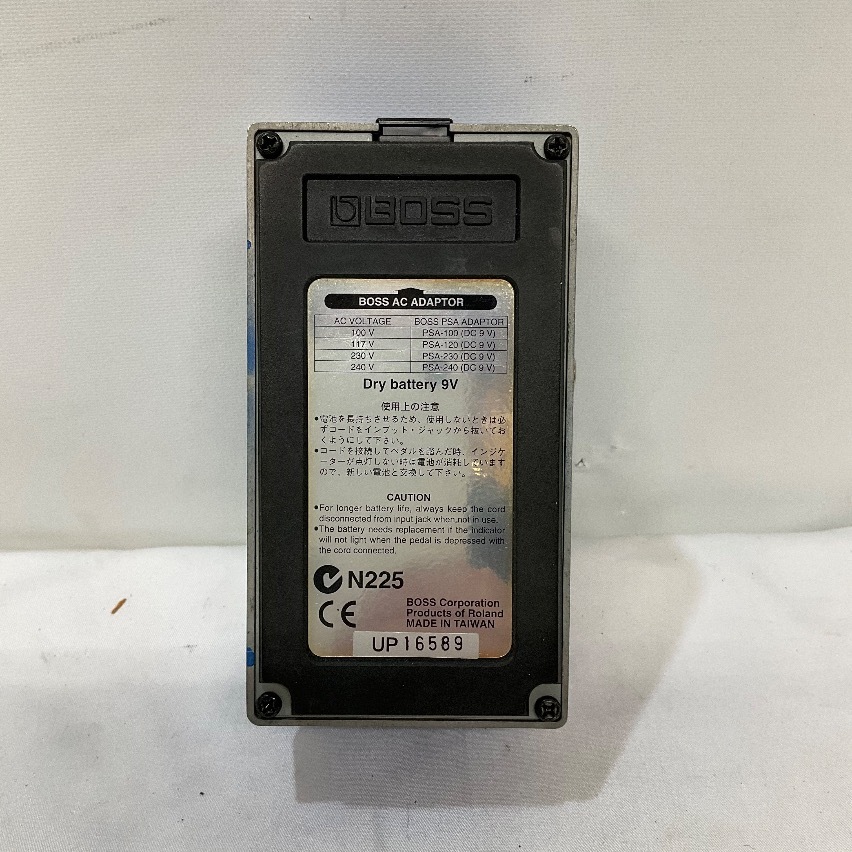 BOSS
BOSS AC ADAPTOR
AC VOLTAGE BOSS PSA ADAPTOR
100 V PSA-100 (DC 9 V)
117 V PSA-120 (DC 9 V)
230 V PSA-230 (DC 9 V)
240 V PSA-240 (DC 9 V)
Dry battery 9V
使用上の注意
●電池を長持ちさせるため、使用しないときは必
ずコードをインプット・ジャックから抜いてお
くようにして下さい。
●コードを接続してペダルを踏んだ時、インジケ
ーターが点灯しない時は電池が消耗しています
ので、新しい電池と交換して下さい。
CAUTION
●For longer battery life, always keep the cord
disconnected from input jack when not in use.
●The battery needs replacement if the indicator
will not light when the pedal is depressed with
the cord connected.
N225
CE
BOSS Corporation
Products of Roland
MADE IN TAIWAN
UP16589